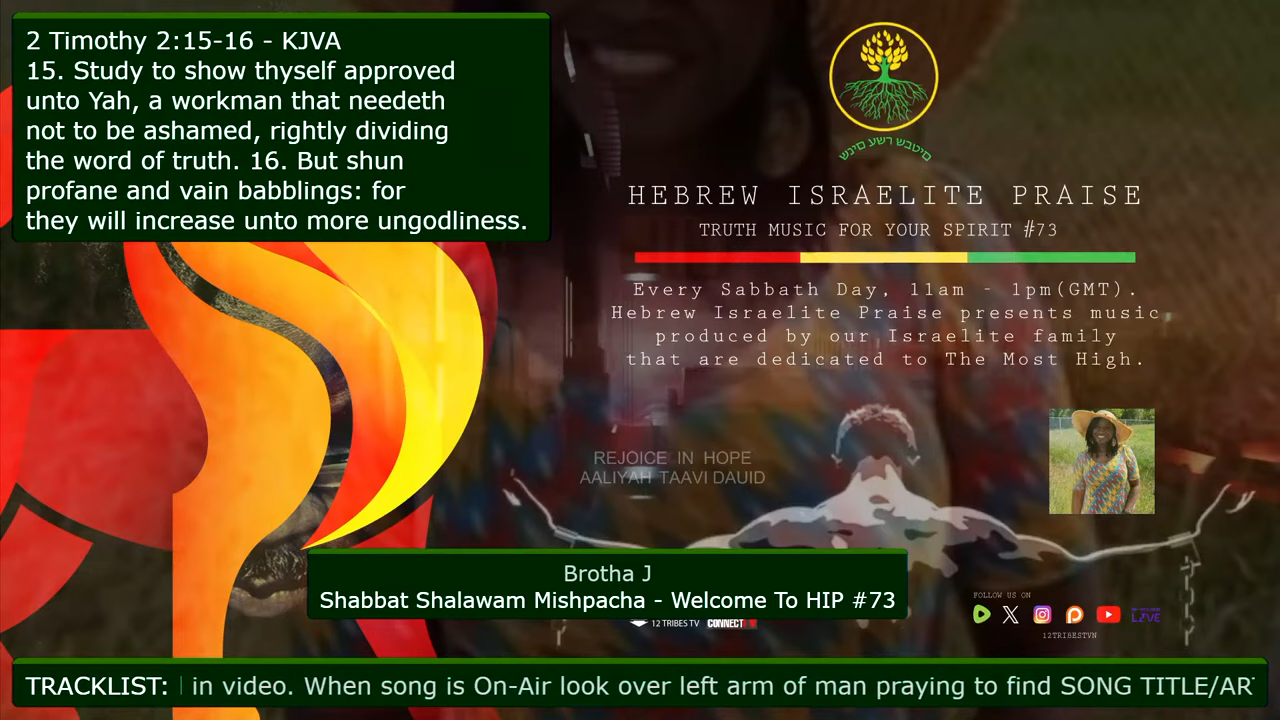 2 Timothy 2:15-16 - KJVA
15. Study to show thyself approved
unto Yah, a workman that needeth
not to be ashamed, rightly dividing
the word of truth. 16. But shun
profane and vain babblings: for
they will increase unto more ungodliness.
שנים עשר שבטים
HEBREW ISRAELITE PRAISE
TRUTH MUSIC FOR YOUR SPIRIT #73
Every Sabbath Day, 11am - 1pm(GMT).
Hebrew Israelite Praise presents music,
produced by our Israelite family
that are dedicated to The Most High.
REJOICE IN HOPE
AALIYAH TAAVI DAUID
Brotha J
Shabbat Shalawam Mishpacha - Welcome To HIP #73
12 TRIBES TV CONNECT
FOLLOW US ON
LIVE
12TRIBESTVN
TRACKLIST: in video. When song is On-Air look over left arm of man praying to find SONG TITLE/AR